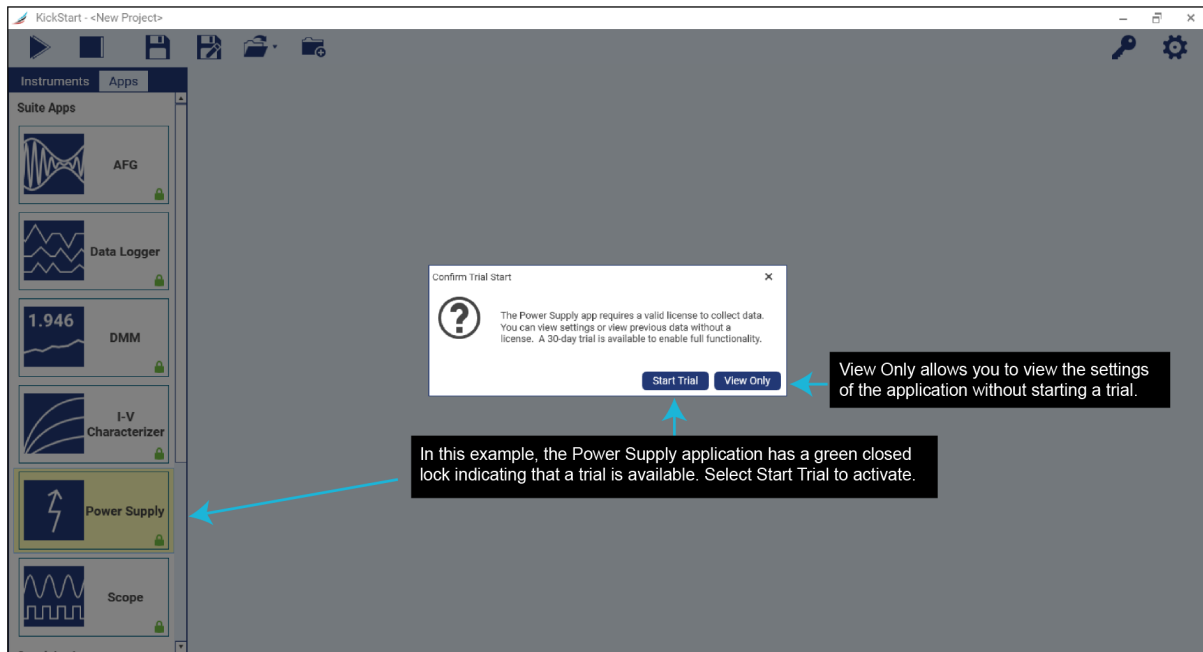 KickStart - <New Project>
Instruments Apps
Suite Apps
AFG
Data Logger
1.946
DMM
I-V
Characterizer
Power Supply
Scope
Confirm Trial Start
The Power Supply app requires a valid license to collect data.
You can view settings or view previous data without a
license. A 30-day trial is available to enable full functionality.
Start Trial View Only
View Only allows you to view the settings
of the application without starting a trial.
In this example, the Power Supply application has a green closed
lock indicating that a trial is available. Select Start Trial to activate.